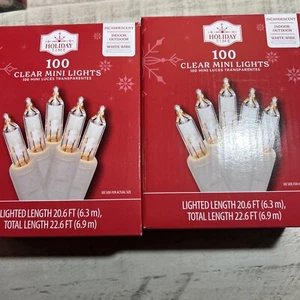 HOLIDAY
TIME
INCANDESCENT
INDOOR
OUTDOOR
WHITE WIRE
100
CLEAR MINI LIGHTS
100 MINI LUCES TRANSPARENTES
LIGHTED LENGTH 20.6 FT (6.3 m),
TOTAL LENGTH 22.6 FT (6.9 m)
HOLIDAY
TIME
INCANDESCENT
INDOOR
OUTDOOR
WHITE WIRE
100
CLEAR MINI LIGHTS
100 MINI LUCES TRANSPARENTES
LIGHTED LENGTH 20.6 FT (6.3 m),
TOTAL LENGTH 22.6 FT (6.9 m)